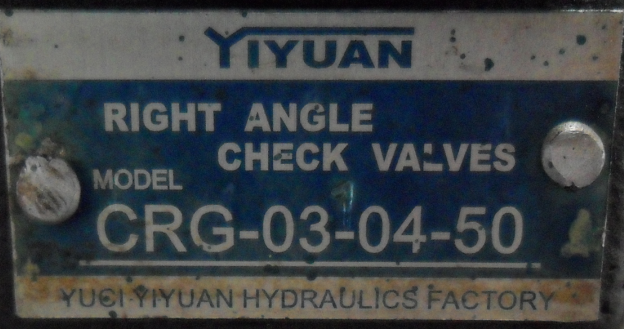 YIYUAN
RIGHT ANGLE
CHECK VALVES
MODEL
CRG-03-04-50
YUCI YIYUAN HYDRAULICS FACTORY